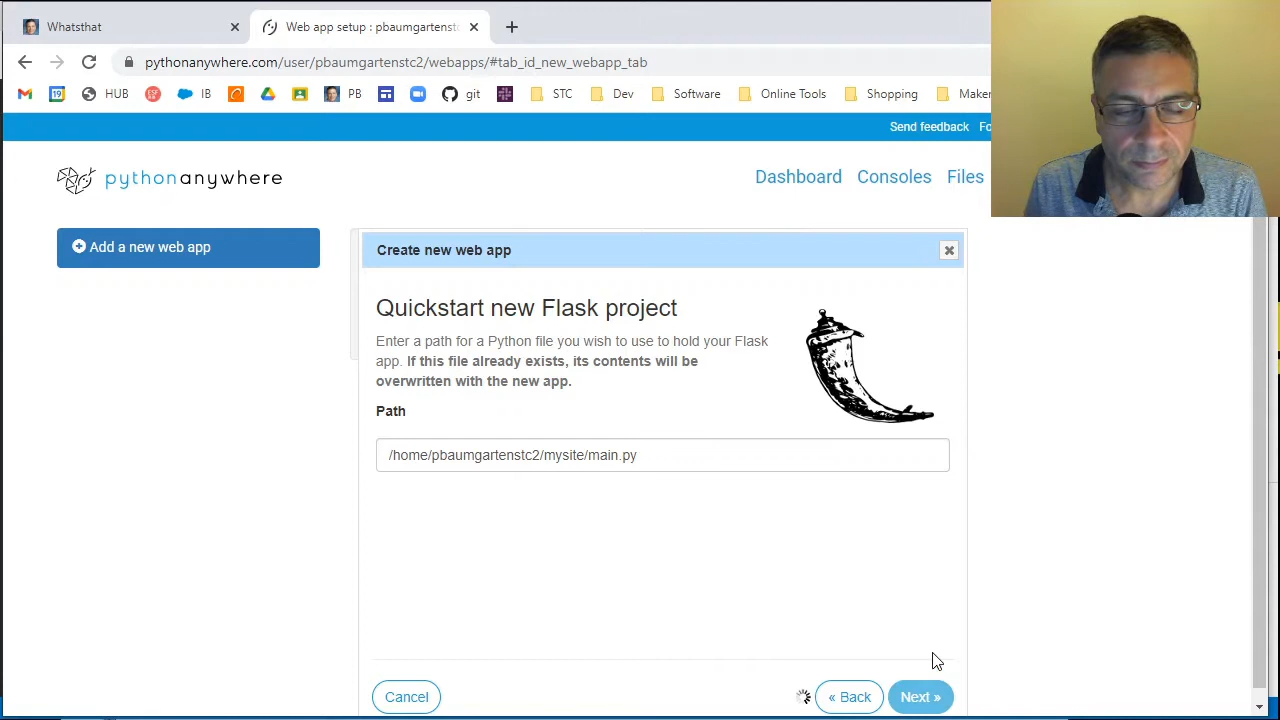 Whatsthat
Web app setup : pbaumgartenst
pythonanywhere.com/user/pbaumgartenstc2/webapps/#tab_id_new_webapp_tab
HUB IB PB git STC Dev Software Online Tools Shopping Maker
Send feedback Fo
pythonanywhere
Dashboard Consoles Files
Add a new web app
Create new web app
Quickstart new Flask project
Enter a path for a Python file you wish to use to hold your Flask
app. If this file already exists, its contents will be
overwritten with the new app.
Path
/home/pbaumgartenstc2/mysite/main.py
Cancel
« Back
Next »